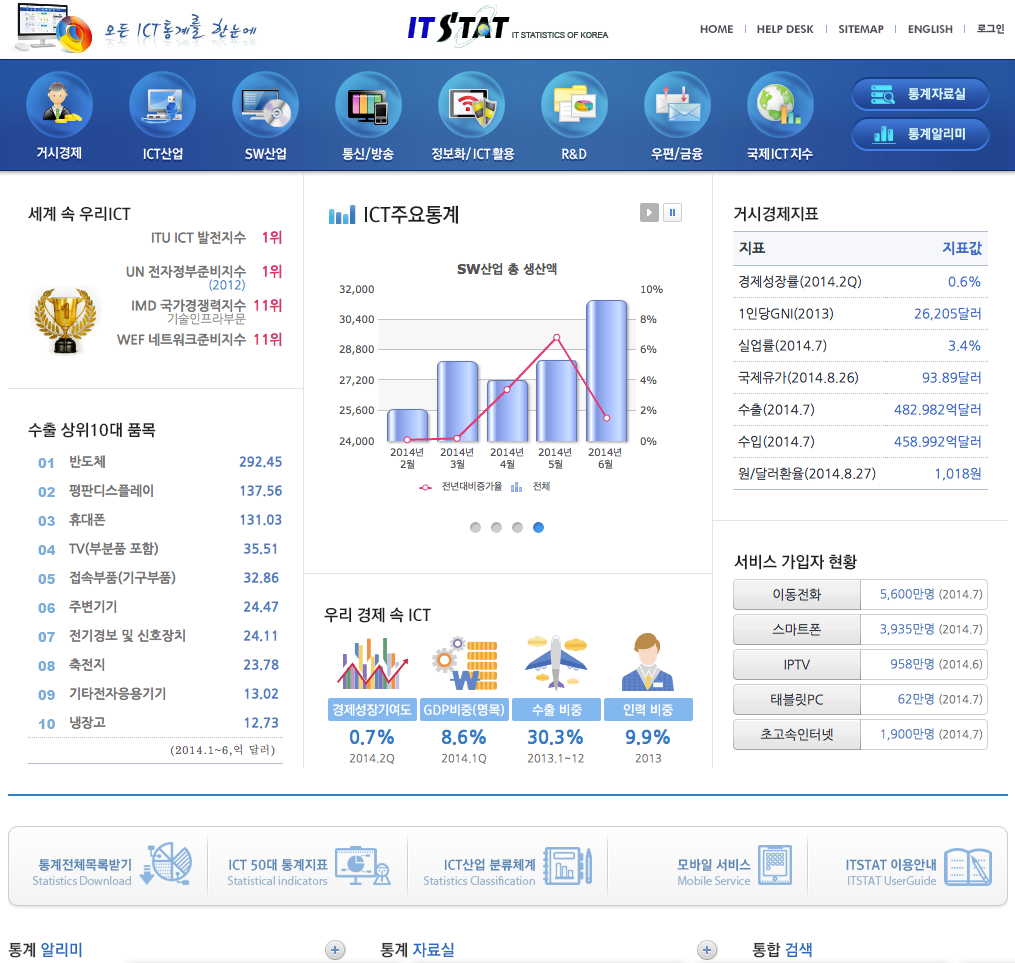 모든 ICT통계를 한눈에
ITSTAT IT STATISTICS OF KOREA
HOME HELP DESK SITEMAP ENGLISH 로그인
거시경제 ICT산업 SW산업 통신/방송 정보화/ICT활용 R&D 우편/금융 국제ICT지수
통계자료실
통계알리미
세계 속 우리ICT
ITU ICT 발전지수 1위
UN 전자정부준비지수 1위
(2012)
IMD 국가경쟁력지수 11위
기술인프라부문
WEF 네트워크준비지수 11위
수출 상위10대 품목
01 반도체 292.45
02 평판디스플레이 137.56
03 휴대폰 131.03
04 TV(부분품 포함) 35.51
05 접속부품(기구부품) 32.86
06 주변기기 24.47
07 전기경보 및 신호장치 24.11
08 축전지 23.78
09 기타전자응용기기 13.02
10 냉장고 12.73
(2014.1~6,억 달러)
ICT주요통계
SW산업 총 생산액
32,000 10%
30,400 8%
28,800 6%
27,200 4%
25,600 2%
24,000 0%
2014년 2014년 2014년 2014년 2014년
2월 3월 4월 5월 6월
전년대비증가율 전체
우리 경제 속 ICT
1
W
경제성장기여도 GDP비중(명목) 수출 비중 인력 비중
0.7% 8.6% 30.3% 9.9%
2014.2Q 2014.1Q 2013.1~12 2013
거시경제지표
지표 지표값
경제성장률(2014.2Q) 0.6%
1인당GNI(2013) 26,205달러
실업률(2014.7) 3.4%
국제유가(2014.8.26) 93.89달러
수출(2014.7) 482.982억달러
수입(2014.7) 458.992억달러
원/달러환율(2014.8.27) 1,018원
서비스 가입자 현황
이동전화 5,600만명 (2014.7)
스마트폰 3,935만명 (2014.7)
IPTV 958만명 (2014.6)
태블릿PC 62만명 (2014.7)
초고속인터넷 1,900만명 (2014.7)
통계전체목록받기
Statistics Download
ICT 50대 통계지표
Statistical indicators
ICT산업 분류체계
Statistics Classification
모바일 서비스
Mobile Service
ITSTAT 이용안내
ITSTAT UserGuide
통계 알리미
통계 자료실
통합 검색